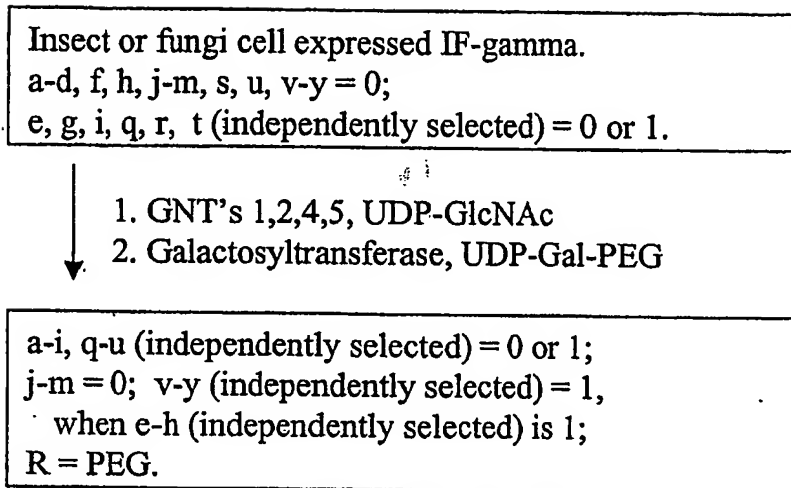 Insect or fungi cell expressed IF-gamma.
a-d, f, h, j-m, s, u, v-y = 0;
e, g, i, q, r, t (independently selected) = 0 or 1.
1. GNT's 1,2,4,5, UDP-GlcNAc
2. Galactosyltransferase, UDP-Gal-PEG
a-i, q-u (independently selected) = 0 or 1;
j-m = 0; v-y (independently selected) = 1,
when e-h (independently selected) is 1;
R = PEG.